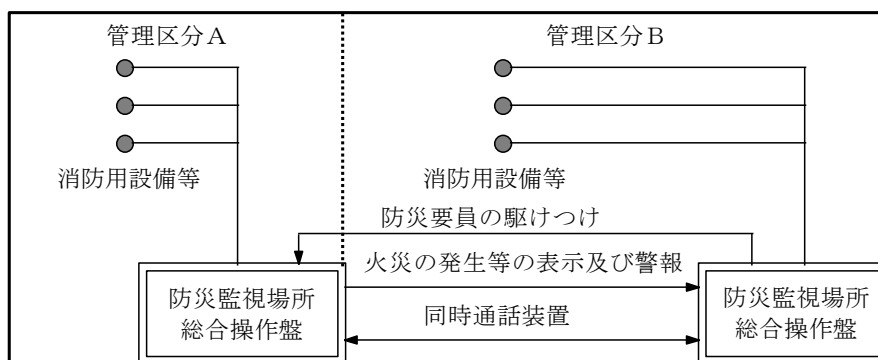 管理区分A
管理区分B
消防用設備等
消防用設備等
防災要員の駆けつけ
火災の発生等の表示及び警報
防災監視場所
総合操作盤
同時通話装置
防災監視場所
総合操作盤